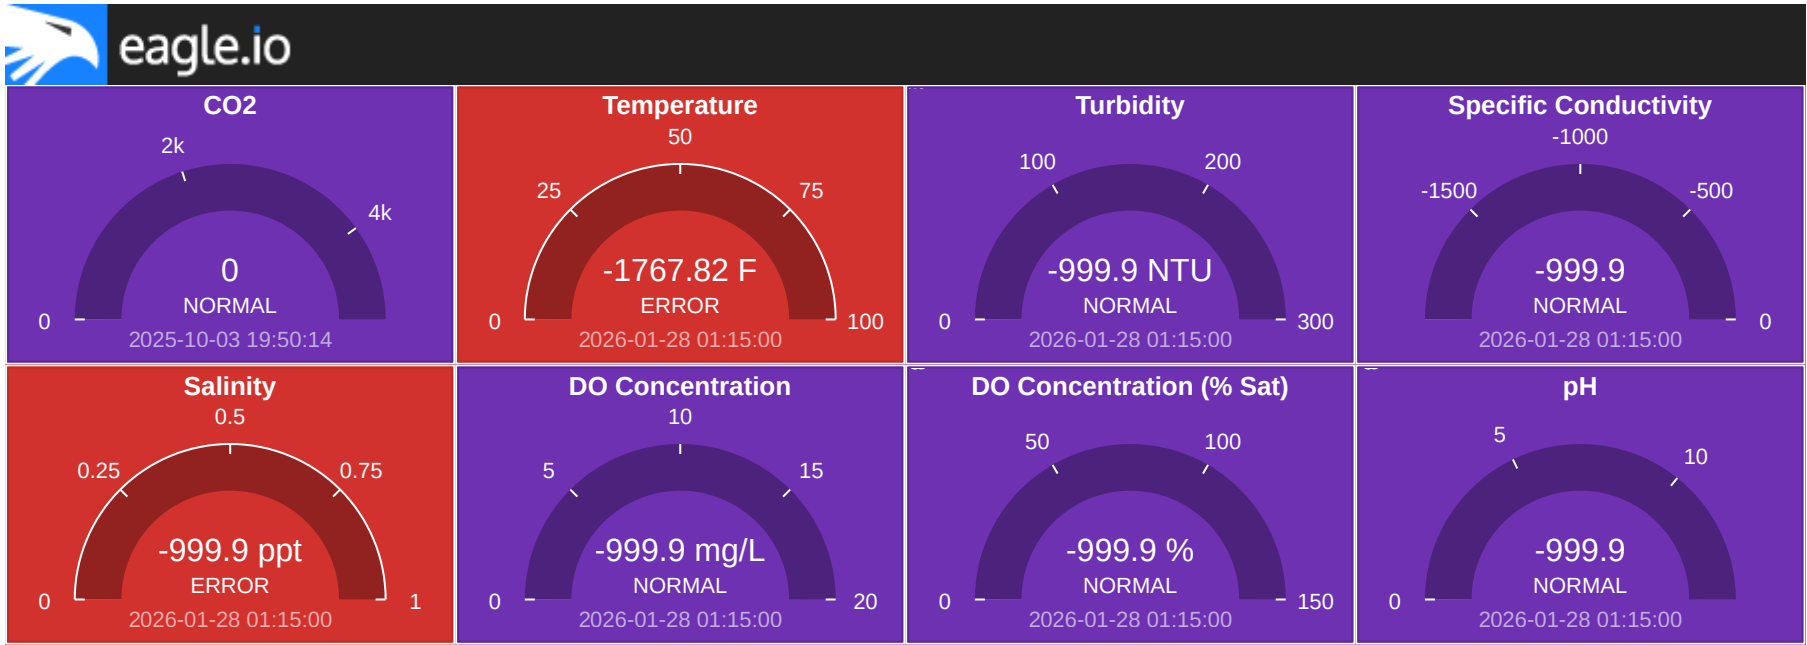 eagle.io
CO2
2k
4k
0
0
NORMAL
2025-10-03 19:50:14
Temperature
50
25
75
-1767.82 F
ERROR
0
100
2026-01-28 01:15:00
Turbidity
100
200
-999.9 NTU
NORMAL
0
300
2026-01-28 01:15:00
Specific Conductivity
-1000
-1500
-500
-999.9
NORMAL
0
2026-01-28 01:15:00
Salinity
0.5
0.25
0.75
-999.9 ppt
ERROR
0
1
2026-01-28 01:15:00
DO Concentration
10
5
15
-999.9 mg/L
NORMAL
0
20
2026-01-28 01:15:00
DO Concentration (% Sat)
50
100
-999.9 %
NORMAL
0
150
2026-01-28 01:15:00
pH
5
10
-999.9
NORMAL
0
2026-01-28 01:15:00